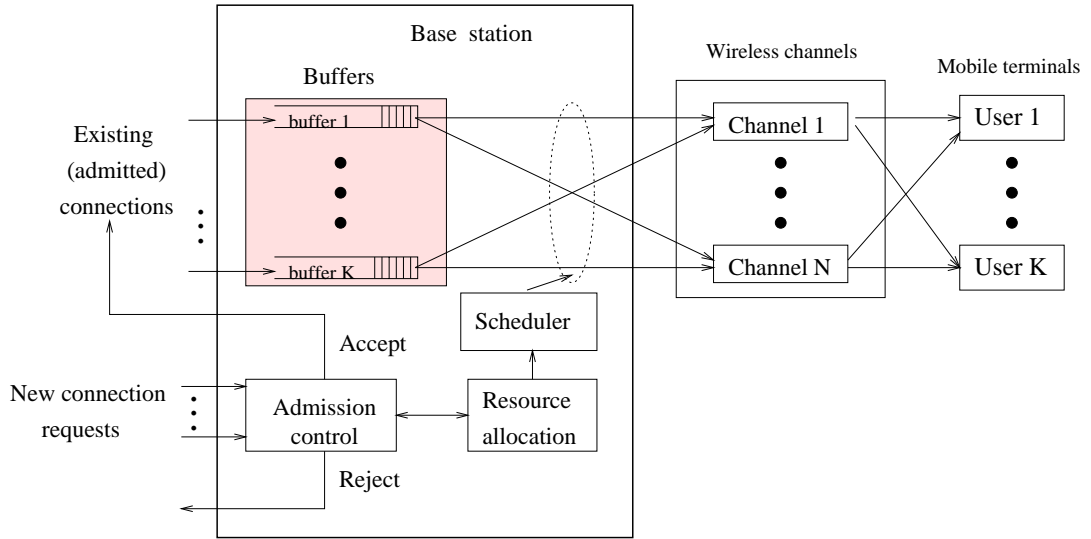 Base station
Wireless channels
Mobile terminals
Buffers
buffer 1
Channel 1
User 1
Existing
(admitted)
connections
buffer K
Channel N
User K
Scheduler
Accept
New connection
requests
Admission
control
Resource
allocation
Reject